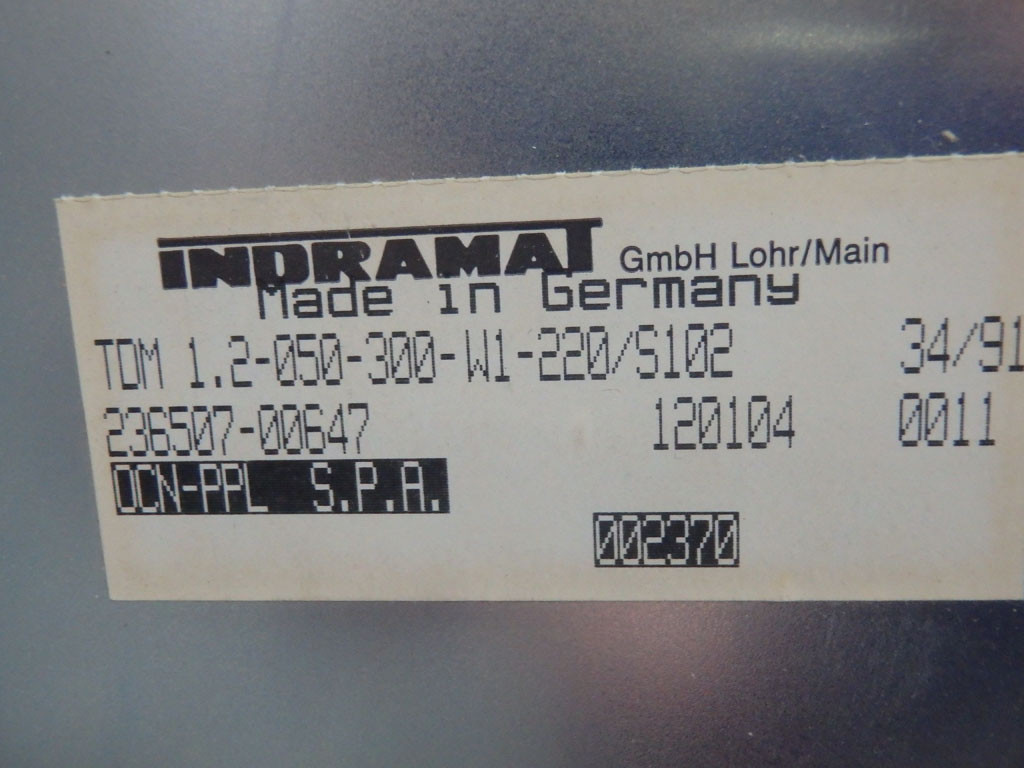 INDRAMAT GmbH Lohr/Main
Made in Germany
TDM 1.2-050-300-W1-220/S102 34/91
236507-00647 120104 0011
OCN-PPL S.P.A.
002370